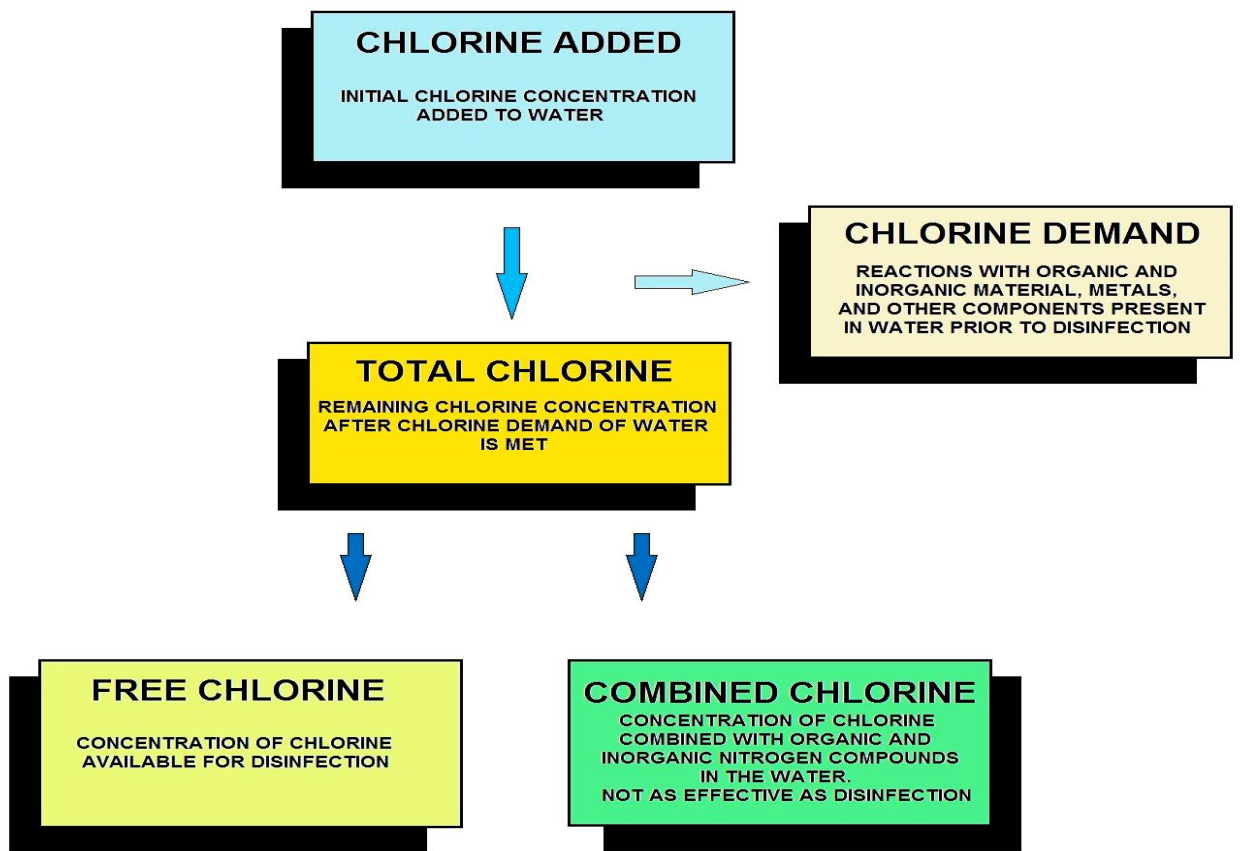 CHLORINE ADDED
INITIAL CHLORINE CONCENTRATION
ADDED TO WATER
CHLORINE DEMAND
REACTIONS WITH ORGANIC AND
INORGANIC MATERIAL, METALS,
AND OTHER COMPONENTS PRESENT
IN WATER PRIOR TO DISINFECTION
TOTAL CHLORINE
REMAINING CHLORINE CONCENTRATION
AFTER CHLORINE DEMAND OF WATER
IS MET
FREE CHLORINE
CONCENTRATION OF CHLORINE
AVAILABLE FOR DISINFECTION
COMBINED CHLORINE
CONCENTRATION OF CHLORINE
COMBINED WITH ORGANIC AND
INORGANIC NITROGEN COMPOUNDS
IN THE WATER.
NOT AS EFFECTIVE AS DISINFECTION